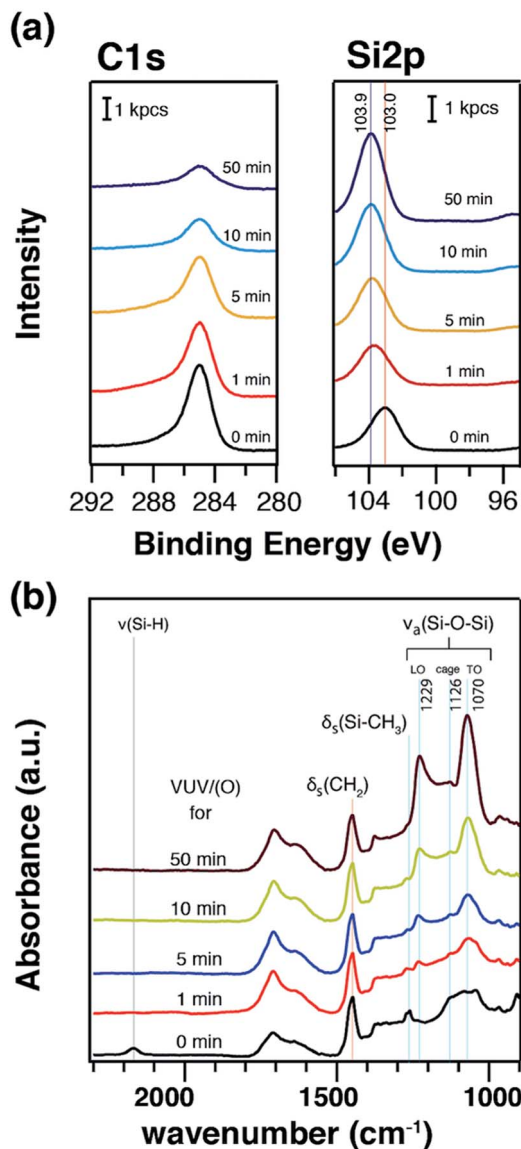 (a)
C1s
Si2p
1 kpcs
103.9
103.0
1 kpcs
50 min
10 min
5 min
1 min
0 min
50 min
10 min
5 min
1 min
0 min
Intensity
292 288 284 280
104 100 96
Binding Energy (eV)
(b)
ν(Si-H)
νa(Si-O-Si)
LO cage TO
1229
1126
1070
δs(Si-CH3)
δs(CH2)
VUV/(O)
for
50 min
10 min
5 min
1 min
0 min
Absorbance (a.u.)
2000 1500 1000
wavenumber (cm-1)